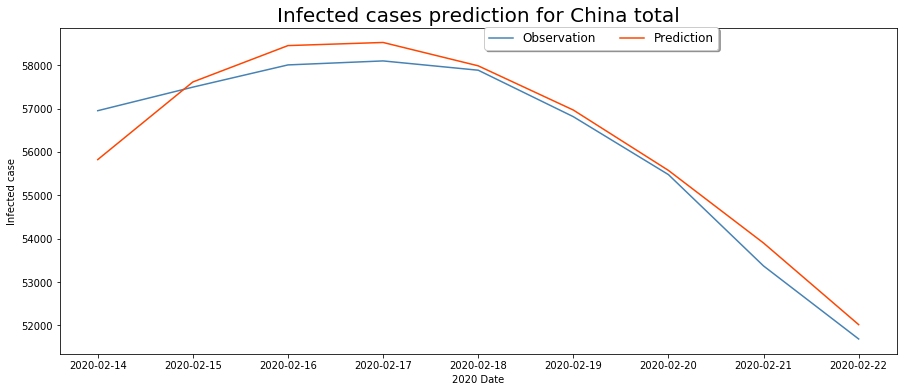 Infected cases prediction for China total
Observation Prediction
58000
57000
56000
55000
54000
53000
52000
Infected case
2020-02-14 2020-02-15 2020-02-16 2020-02-17 2020-02-18 2020-02-19 2020-02-20 2020-02-21 2020-02-22
2020 Date